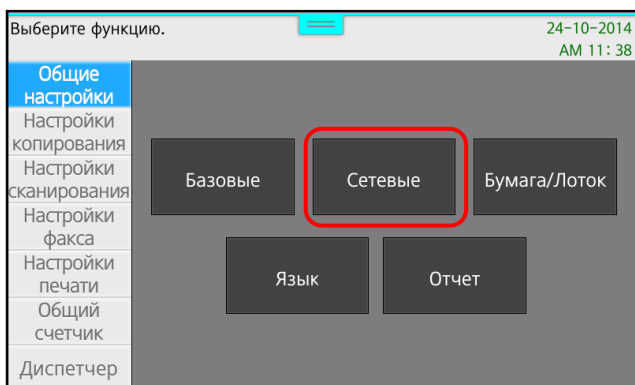 Выберите функцию.
24-10-2014
AM 11:38
Общие
настройки
Настройки
копирования
Настройки
сканирования
Настройки
факса
Настройки
печати
Общий
счетчик
Диспетчер
Базовые
Сетевые
Бумага/Лоток
Язык
Отчет